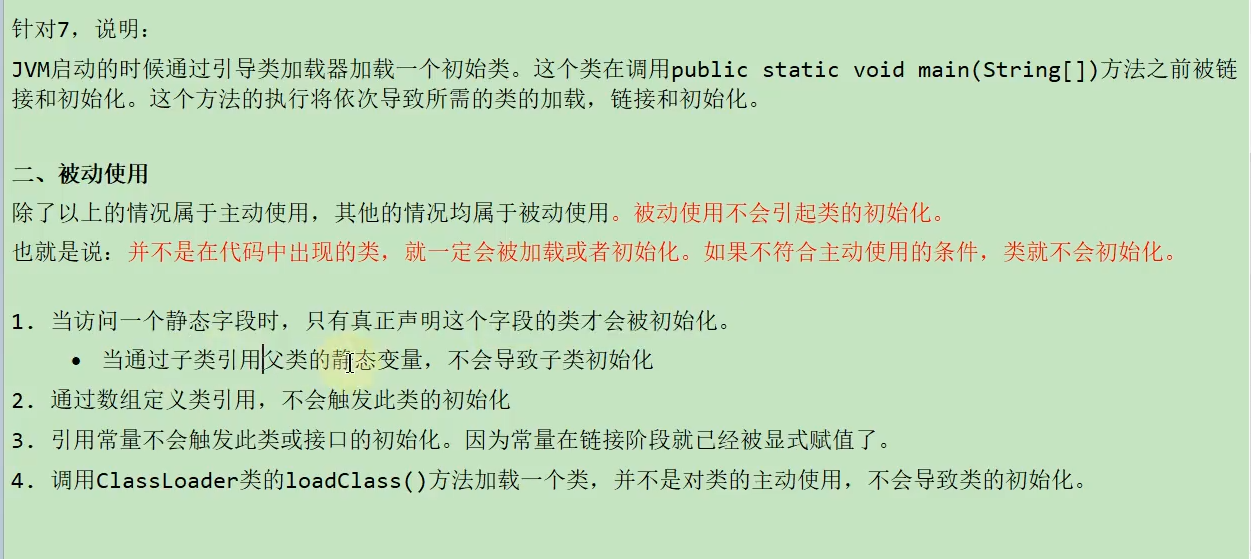 针对7，说明：
JVM启动的时候通过引导类加载器加载一个初始类。这个类在调用public static void main(String[])方法之前被链
接和初始化。这个方法的执行将依次导致所需的类的加载，链接和初始化。
二、被动使用
除了以上的情况属于主动使用，其他的情况均属于被动使用。被动使用不会引起类的初始化。
也就是说：并不是在代码中出现的类，就一定会被加载或者初始化。如果不符合主动使用的条件，类就不会初始化。
1. 当访问一个静态字段时，只有真正声明这个字段的类才会被初始化。
• 当通过子类引用父类的静态变量，不会导致子类初始化
2. 通过数组定义类引用，不会触发此类的初始化
3. 引用常量不会触发此类或接口的初始化。因为常量在链接阶段就已经被显式赋值了。
4. 调用ClassLoader类的loadClass()方法加载一个类，并不是对类的主动使用，不会导致类的初始化。